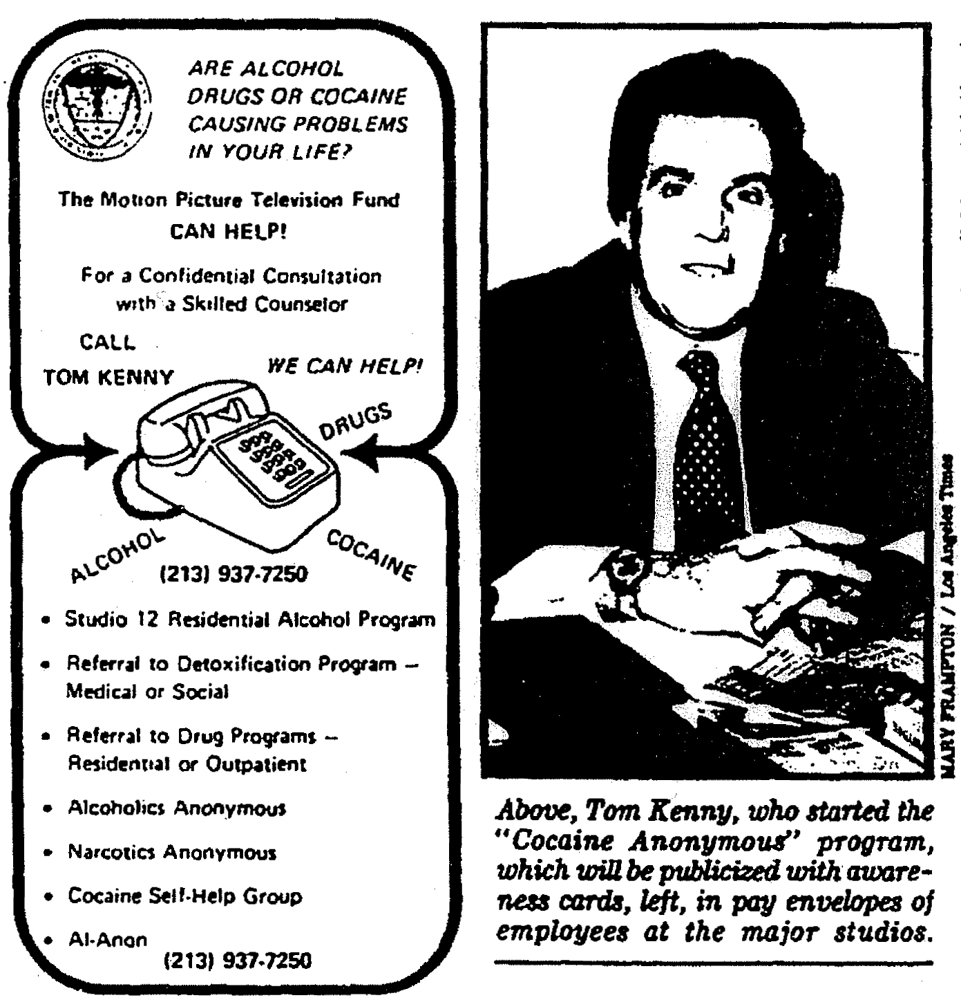 ARE ALCOHOL
DRUGS OR COCAINE
CAUSING PROBLEMS
IN YOUR LIFE?
The Motion Picture Television Fund
CAN HELP!
For a Confidential Consultation
with a Skilled Counselor
CALL
TOM KENNY
WE CAN HELP!
DRUGS
ALCOHOL
COCAINE
(213) 937-7250
• Studio 12 Residential Alcohol Program
• Referral to Detoxification Program –
Medical or Social
• Referral to Drug Programs –
Residential or Outpatient
• Alcoholics Anonymous
• Narcotics Anonymous
• Cocaine Self-Help Group
• Al-Anon
(213) 937-7250
MARY FRAMPTON / Los Angeles Times
Above, Tom Kenny, who started the
“Cocaine Anonymous” program,
which will be publicized with aware-
ness cards, left, in pay envelopes of
employees at the major studios.